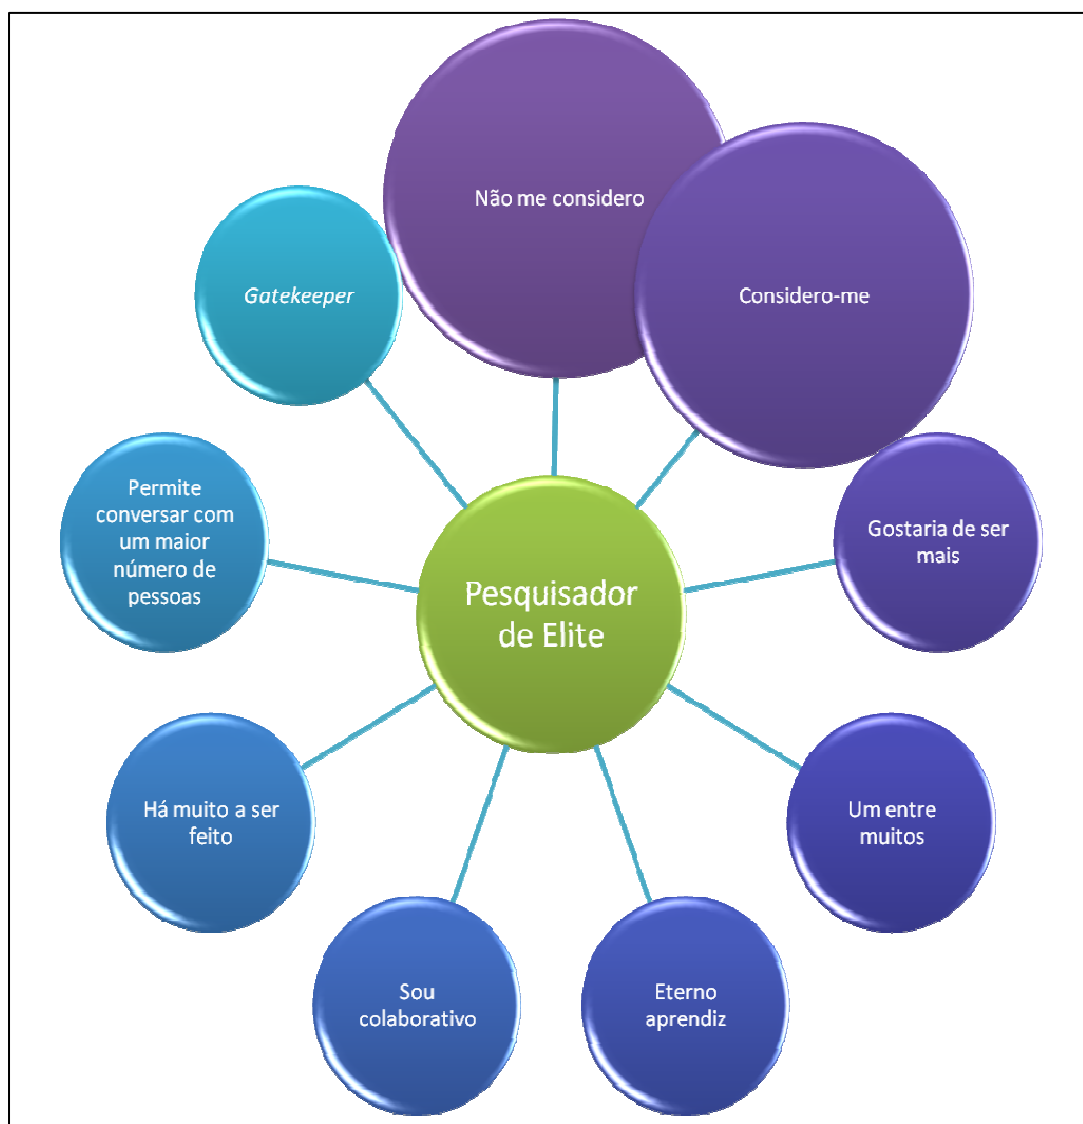 Não me considero
Considero-me
Gatekeeper
Permite
conversar com
um maior
número de
pessoas
Gostaria de ser
mais
Pesquisador
de Elite
Há muito a ser
feito
Um entre
muitos
Sou
colaborativo
Eterno
aprendiz